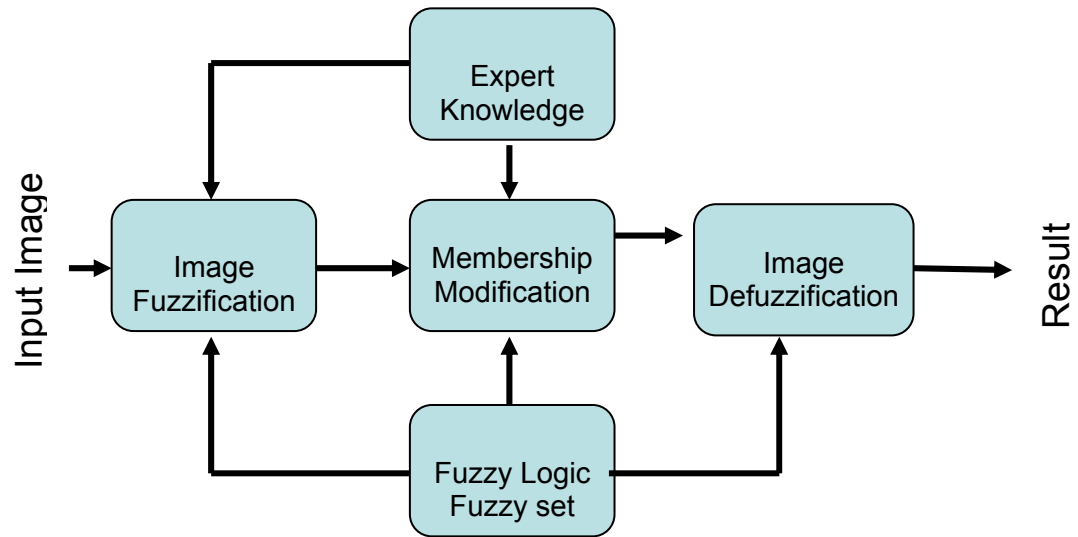 Expert
Knowledge
Input Image
Image
Fuzzification
Membership
Modification
Image
Defuzzification
Result
Fuzzy Logic
Fuzzy set